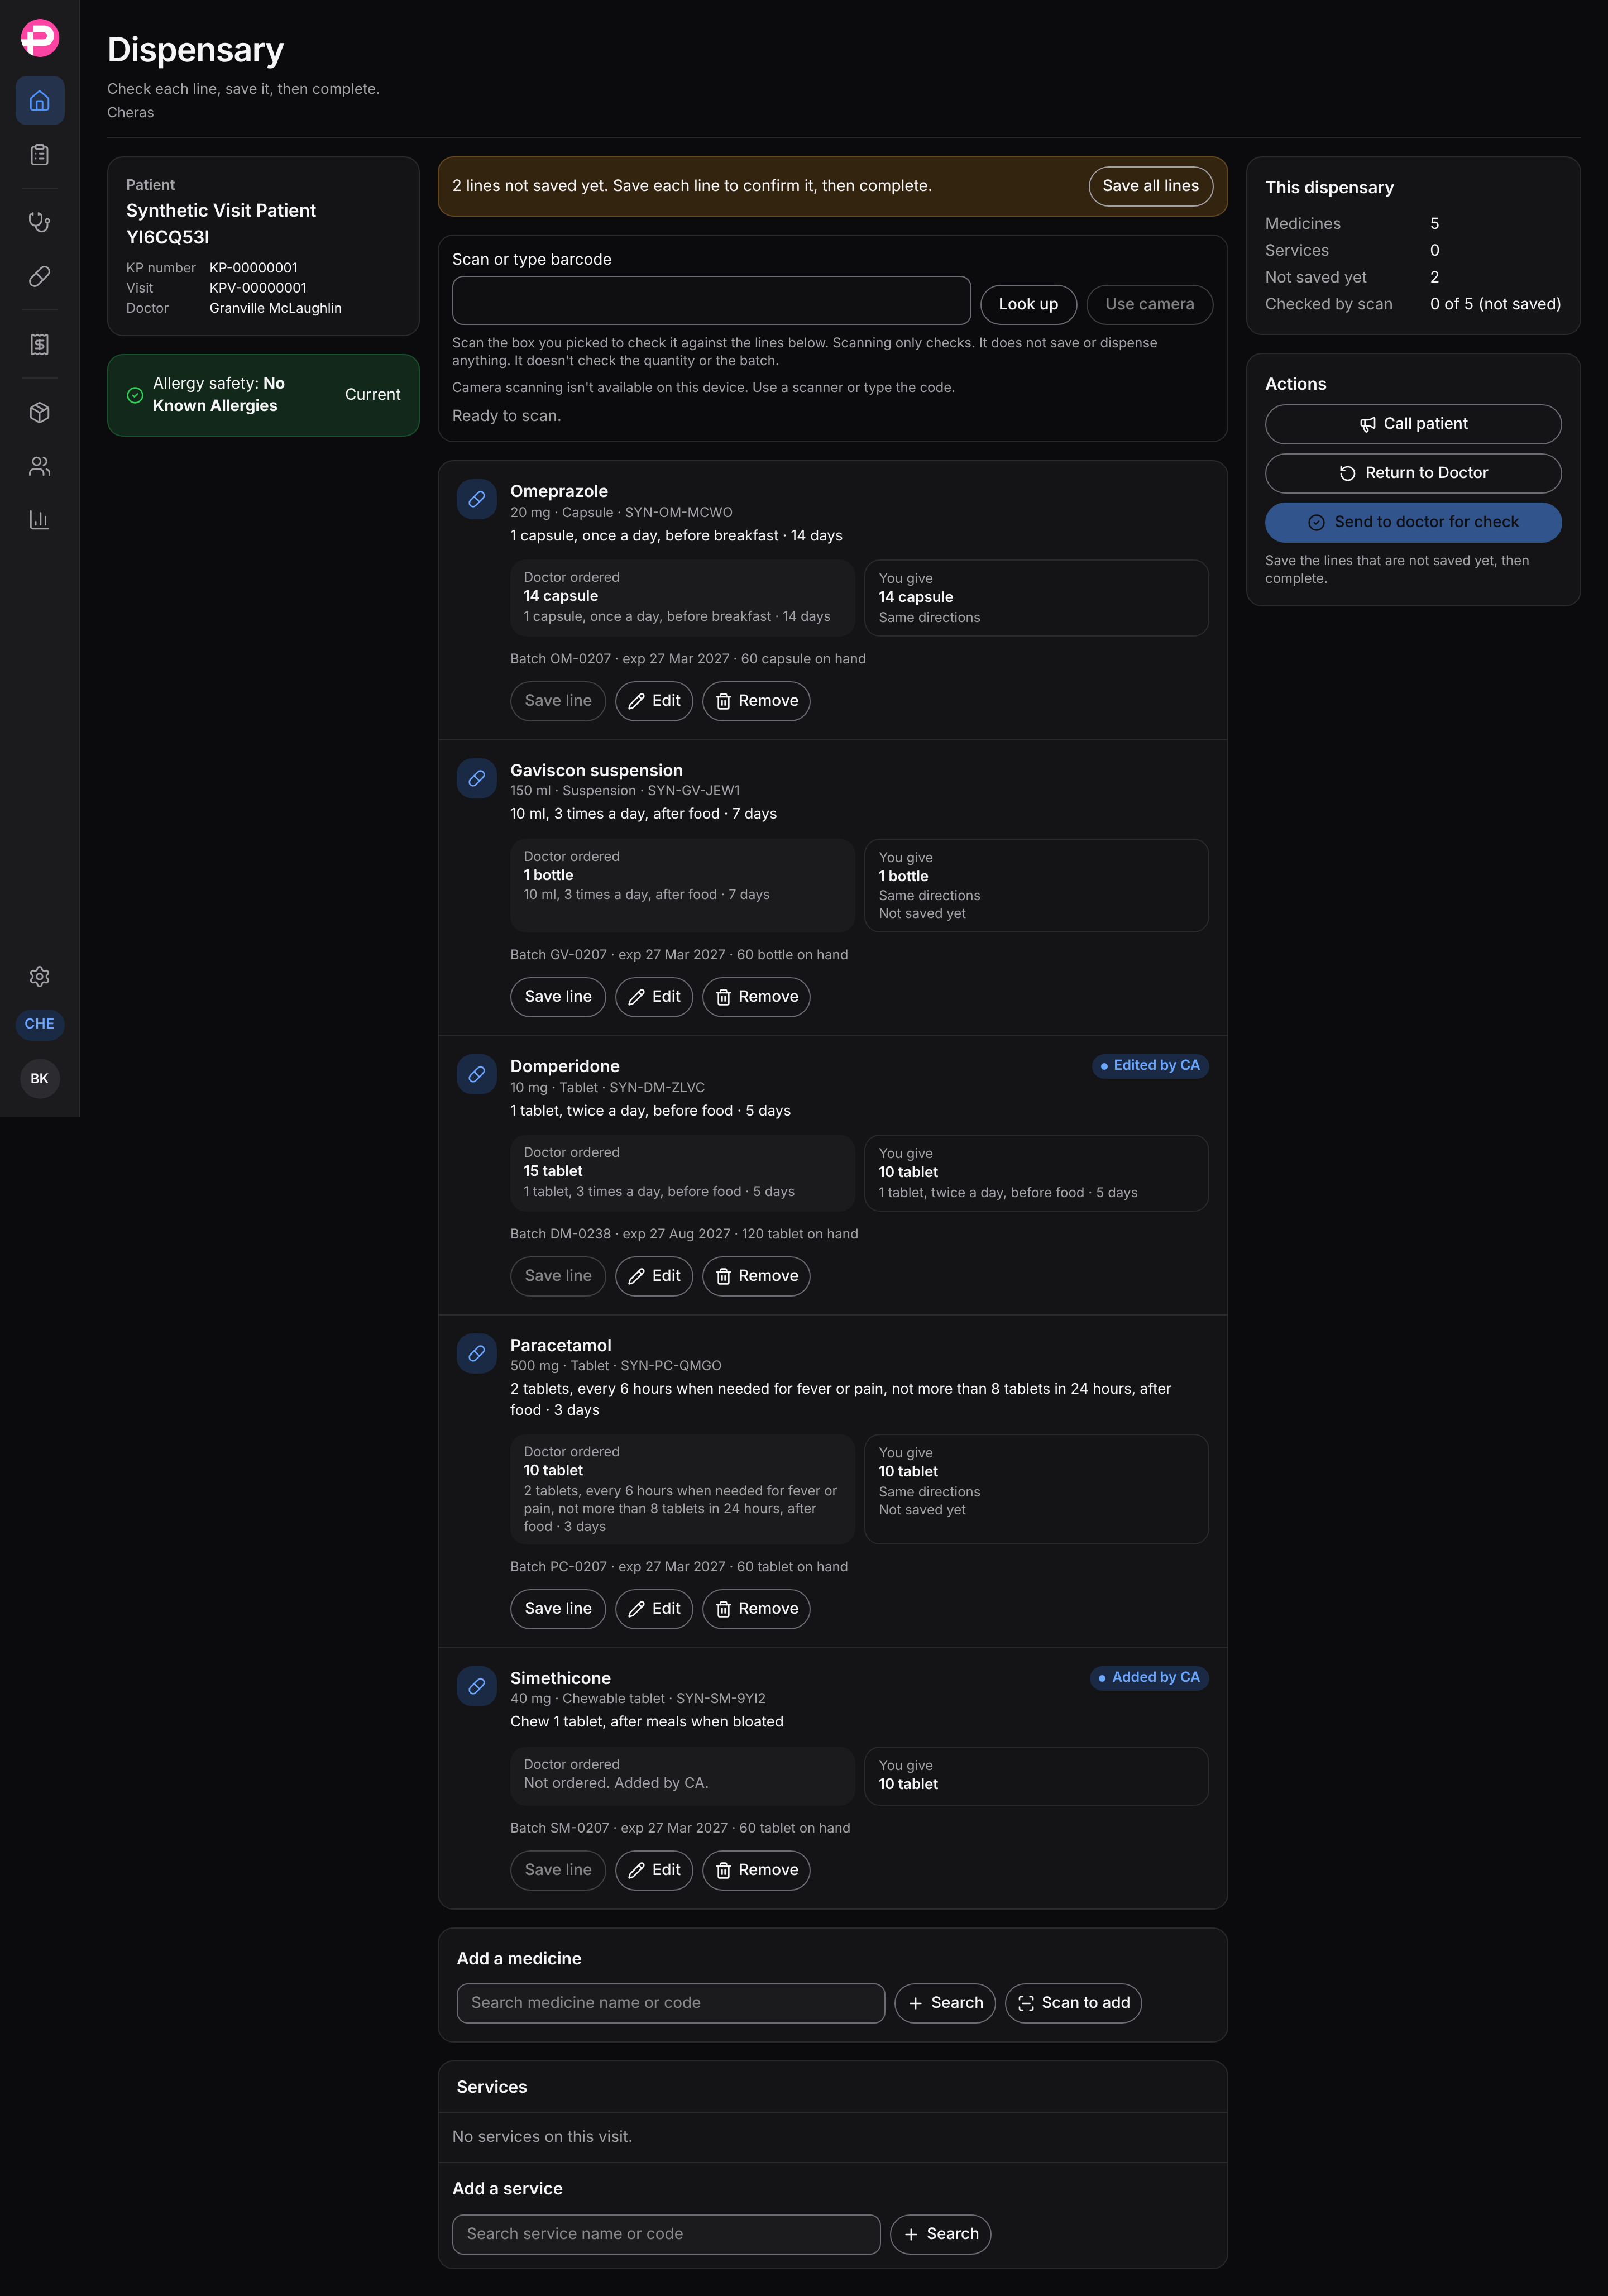 Dispensary
Check each line, save it, then complete.
Cheras
Patient
Synthetic Visit Patient
YI6CQ53I
KP number KP-00000001
Visit KPV-00000001
Doctor Granville McLaughlin
Allergy safety: No
Known Allergies
Current
2 lines not saved yet. Save each line to confirm it, then complete.
Save all lines
Scan or type barcode
Look up
Use camera
Scan the box you picked to check it against the lines below. Scanning only checks. It does not save or dispense
anything. It doesn't check the quantity or the batch.
Camera scanning isn't available on this device. Use a scanner or type the code.
Ready to scan.
Omeprazole
20 mg · Capsule · SYN-OM-MCWO
1 capsule, once a day, before breakfast · 14 days
Doctor ordered
14 capsule
1 capsule, once a day, before breakfast · 14 days
You give
14 capsule
Same directions
Batch OM-0207 · exp 27 Mar 2027 · 60 capsule on hand
Save line
Edit
Remove
Gaviscon suspension
150 ml · Suspension · SYN-GV-JEW1
10 ml, 3 times a day, after food · 7 days
Doctor ordered
1 bottle
10 ml, 3 times a day, after food · 7 days
You give
1 bottle
Same directions
Not saved yet
Batch GV-0207 · exp 27 Mar 2027 · 60 bottle on hand
Save line
Edit
Remove
Domperidone
Edited by CA
10 mg · Tablet · SYN-DM-ZLVC
1 tablet, twice a day, before food · 5 days
Doctor ordered
15 tablet
1 tablet, 3 times a day, before food · 5 days
You give
10 tablet
1 tablet, twice a day, before food · 5 days
Batch DM-0238 · exp 27 Aug 2027 · 120 tablet on hand
Save line
Edit
Remove
Paracetamol
500 mg · Tablet · SYN-PC-QMGO
2 tablets, every 6 hours when needed for fever or pain, not more than 8 tablets in 24 hours, after
food · 3 days
Doctor ordered
10 tablet
2 tablets, every 6 hours when needed for fever or
pain, not more than 8 tablets in 24 hours, after
food · 3 days
You give
10 tablet
Same directions
Not saved yet
Batch PC-0207 · exp 27 Mar 2027 · 60 tablet on hand
Save line
Edit
Remove
Simethicone
Added by CA
40 mg · Chewable tablet · SYN-SM-9YI2
Chew 1 tablet, after meals when bloated
Doctor ordered
Not ordered. Added by CA.
You give
10 tablet
Batch SM-0207 · exp 27 Mar 2027 · 60 tablet on hand
Save line
Edit
Remove
Add a medicine
Search medicine name or code
Search
Scan to add
Services
No services on this visit.
Add a service
Search service name or code
Search
This dispensary
Medicines 5
Services 0
Not saved yet 2
Checked by scan 0 of 5 (not saved)
Actions
Call patient
Return to Doctor
Send to doctor for check
Save the lines that are not saved yet, then
complete.
CHE
BK